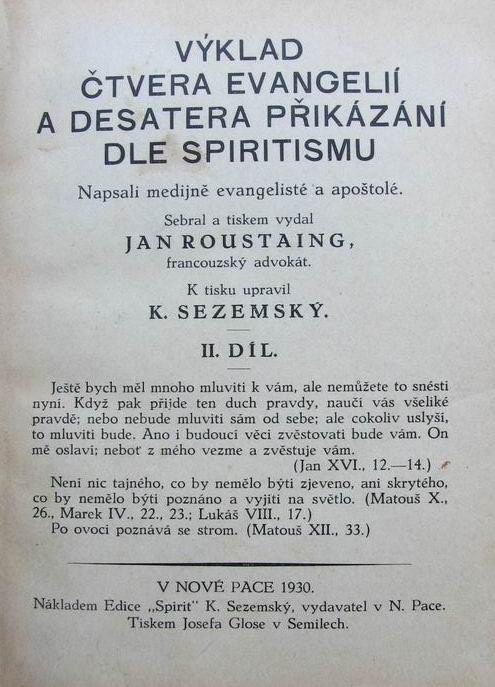 VÝKLAD
ČTVERA EVANGELIÍ
A DESATERA PŘIKÁZÁNÍ
DLE SPIRITISMU
Napsali medijně evangelisté a apoštolé.
Sebral a tiskem vydal
JAN ROUSTAING,
francouzský advokát.
K tisku upravil
K. SEZEMSKÝ.
II. DÍL.
Ještě bych měl mnoho mluviti k vám, ale nemůžete to snésti
nyní. Když pak přijde ten duch pravdy, naučí vás všeliké
pravdě; nebo nebude mluviti sám od sebe; ale cokoliv uslyší,
to mluviti bude. Ano i budoucí věci zvěstovati bude vám. On
mě oslaví; neboť z mého vezme a zvěstuje vám.
(Jan XVI., 12.—14.)
Není nic tajného, co by nemělo býti zjeveno, ani skrytého,
co by nemělo býti poznáno a vyjíti na světlo. (Matouš X.,
26., Marek IV., 22., 23.; Lukáš VIII., 17.)
Po ovoci poznává se strom. (Matouš XII., 33.)
V NOVÉ PACE 1930.
Nákladem Edice „Spirit" K. Sezemský, vydavatel v N. Pace.
Tiskem Josefa Glose v Semilech.